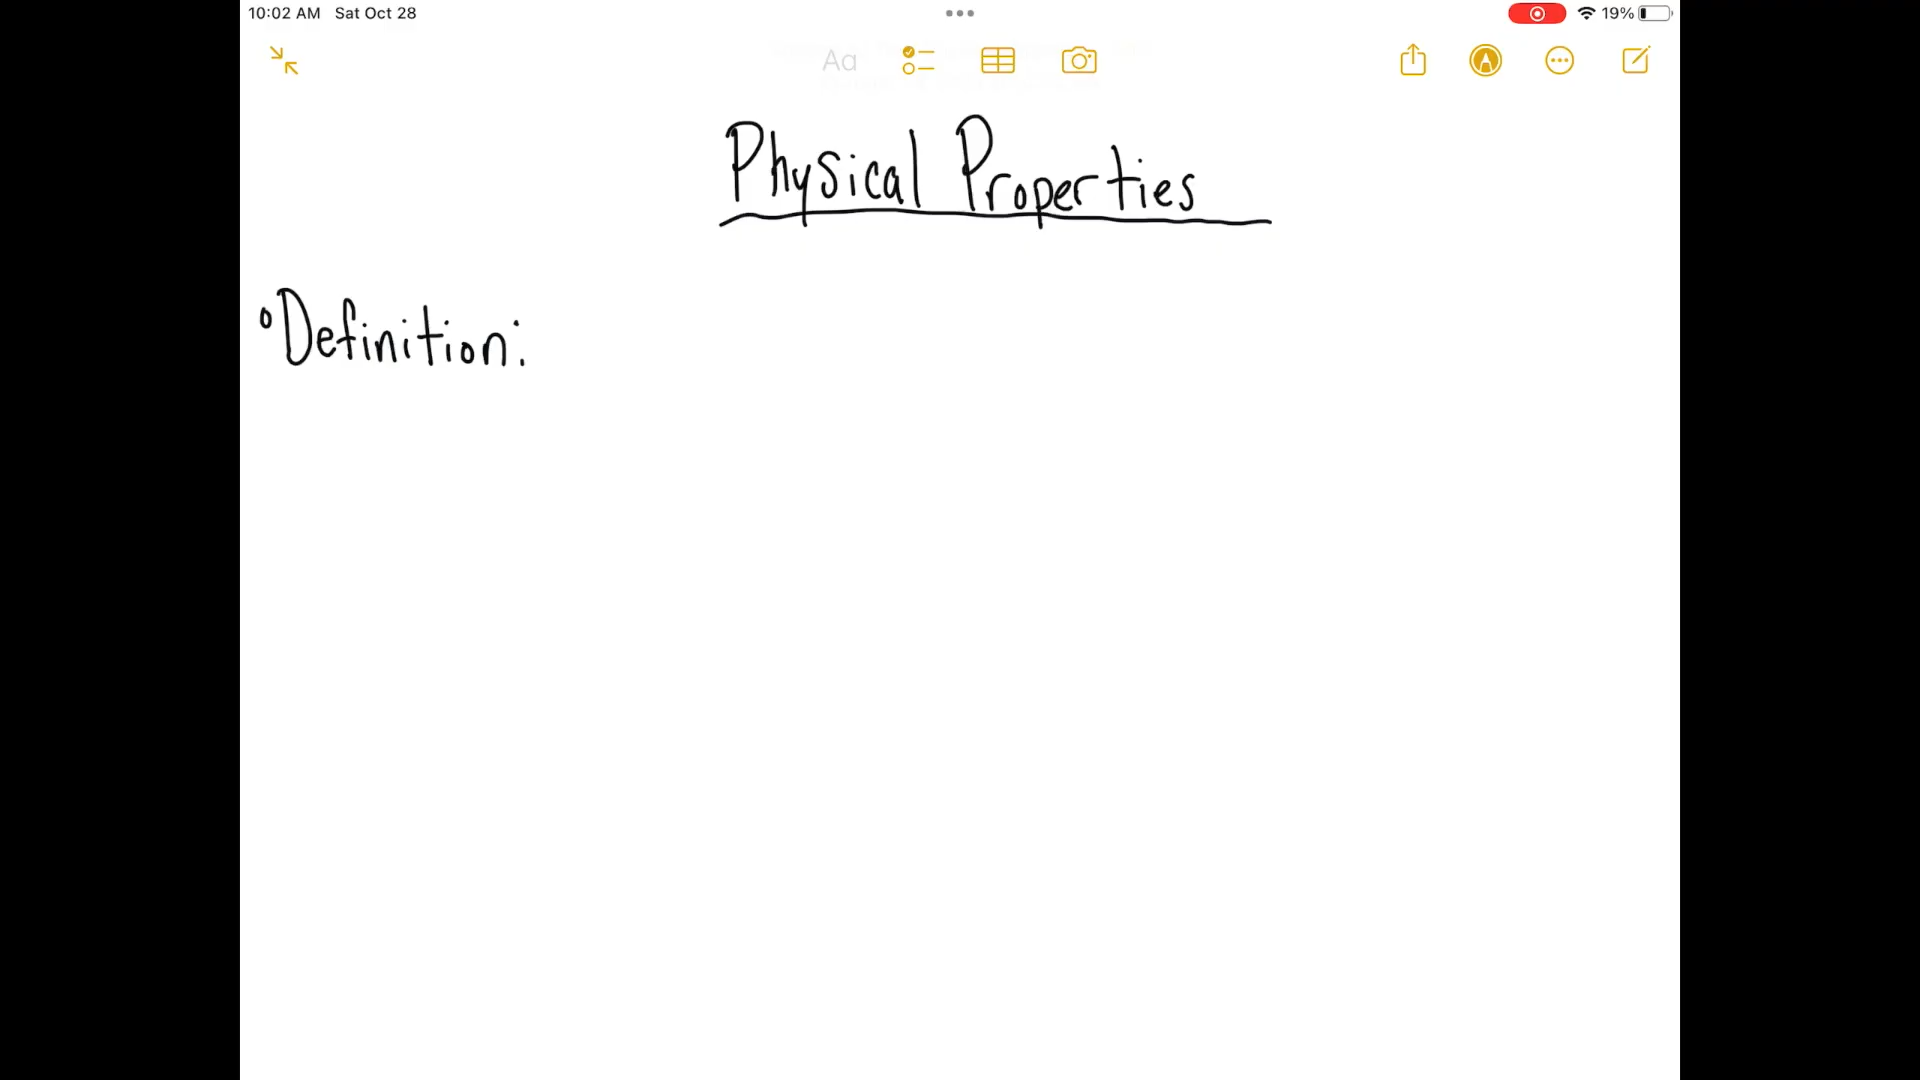 10:02 AM Sat Oct 28
19%
Aa
Physical Properties
Definition: